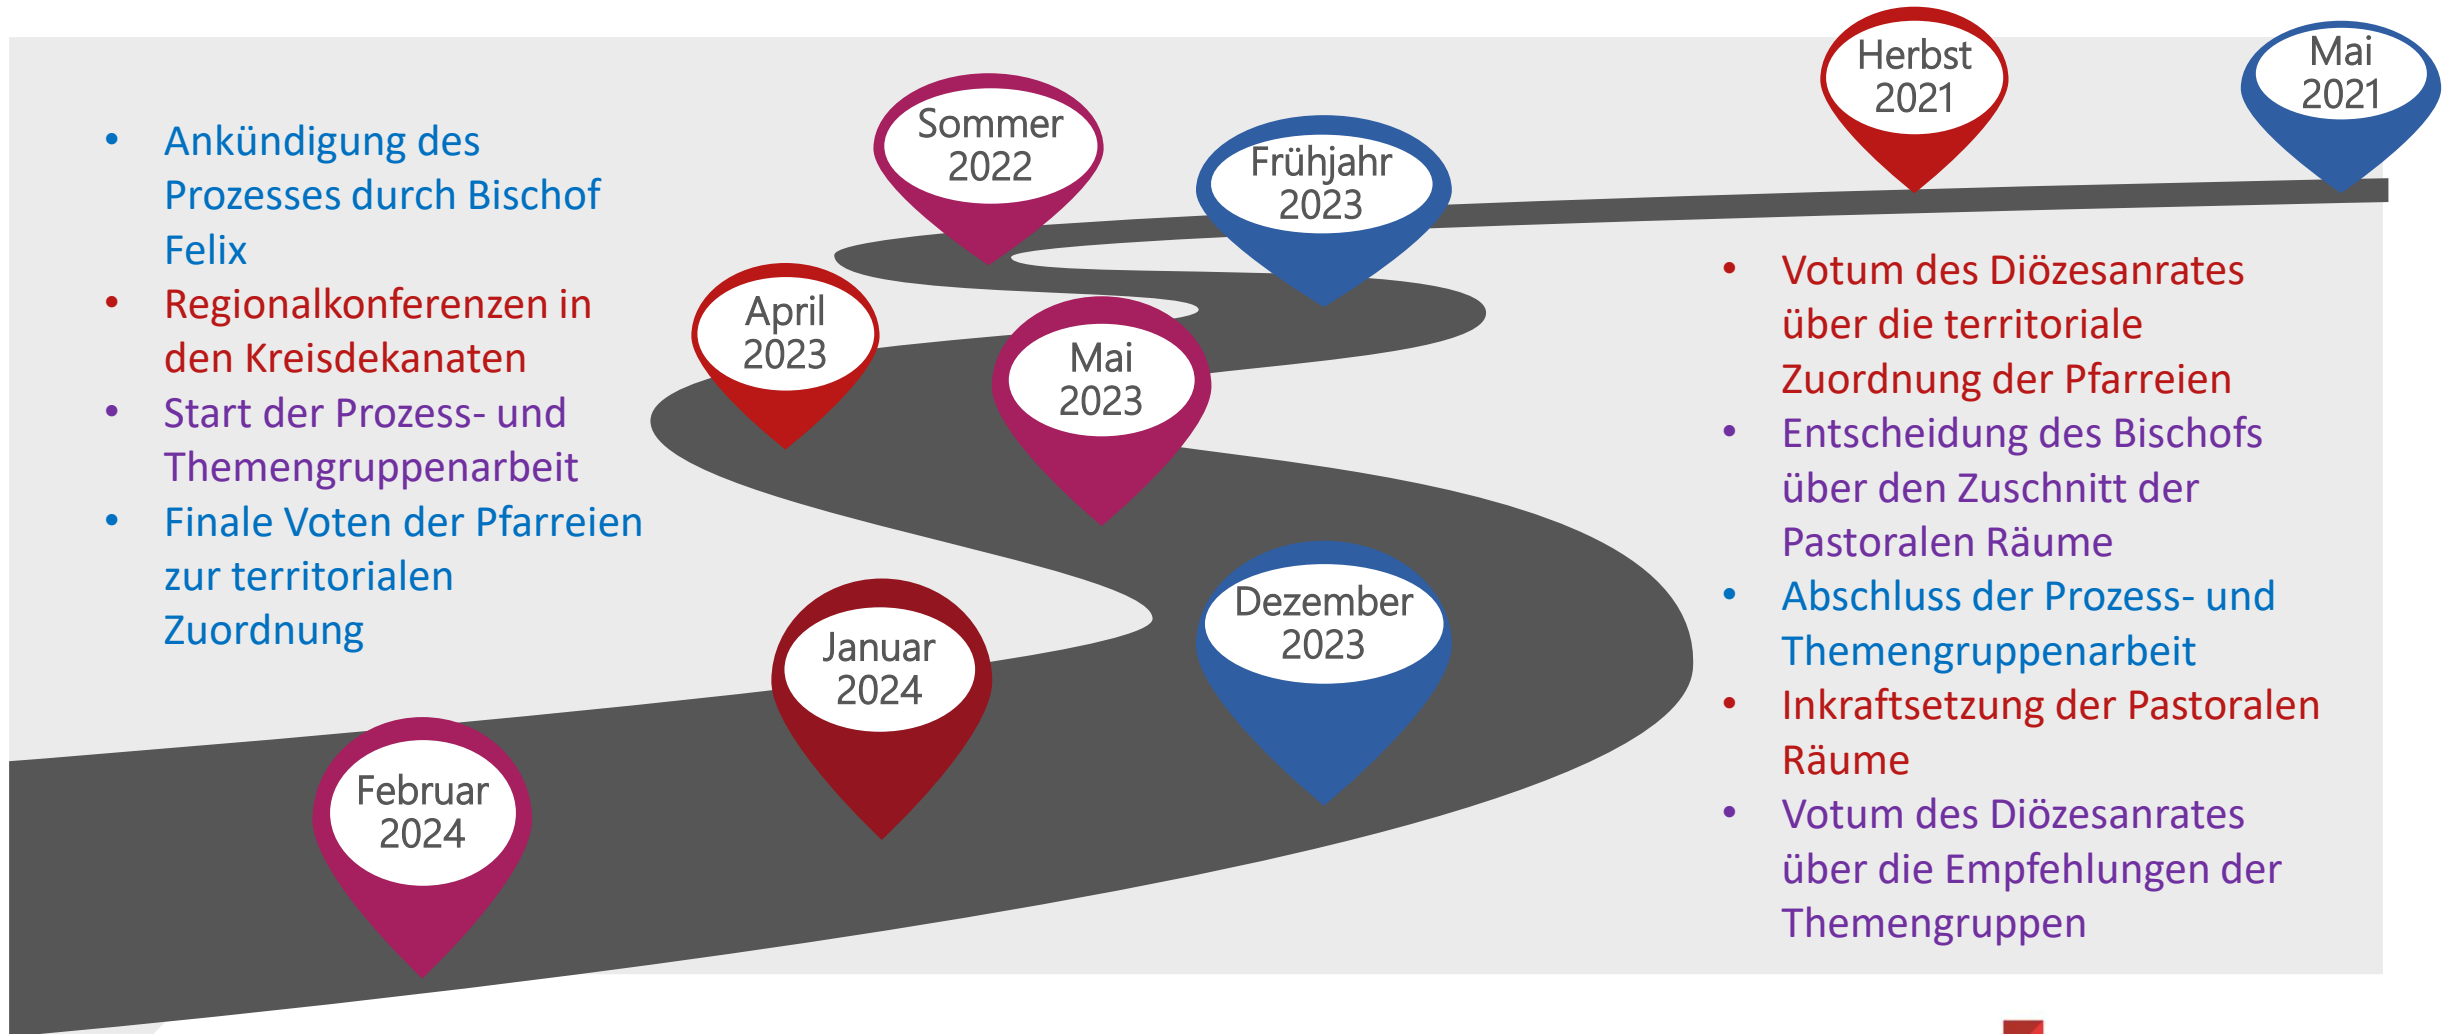 • Ankündigung des
Prozesses durch Bischof
Felix
• Regionalkonferenzen in
den Kreisdekanaten
• Start der Prozess- und
Themengruppenarbeit
• Finale Voten der Pfarreien
zur territorialen
Zuordnung
Sommer
2022
Frühjahr
2023
Herbst
2021
Mai
2021
April
2023
Mai
2023
Dezember
2023
Januar
2024
Februar
2024
• Votum des Diözesanrates
über die territoriale
Zuordnung der Pfarreien
• Entscheidung des Bischofs
über den Zuschnitt der
Pastoralen Räume
• Abschluss der Prozess- und
Themengruppenarbeit
• Inkraftsetzung der Pastoralen
Räume
• Votum des Diözesanrates
über die Empfehlungen der
Themengruppen